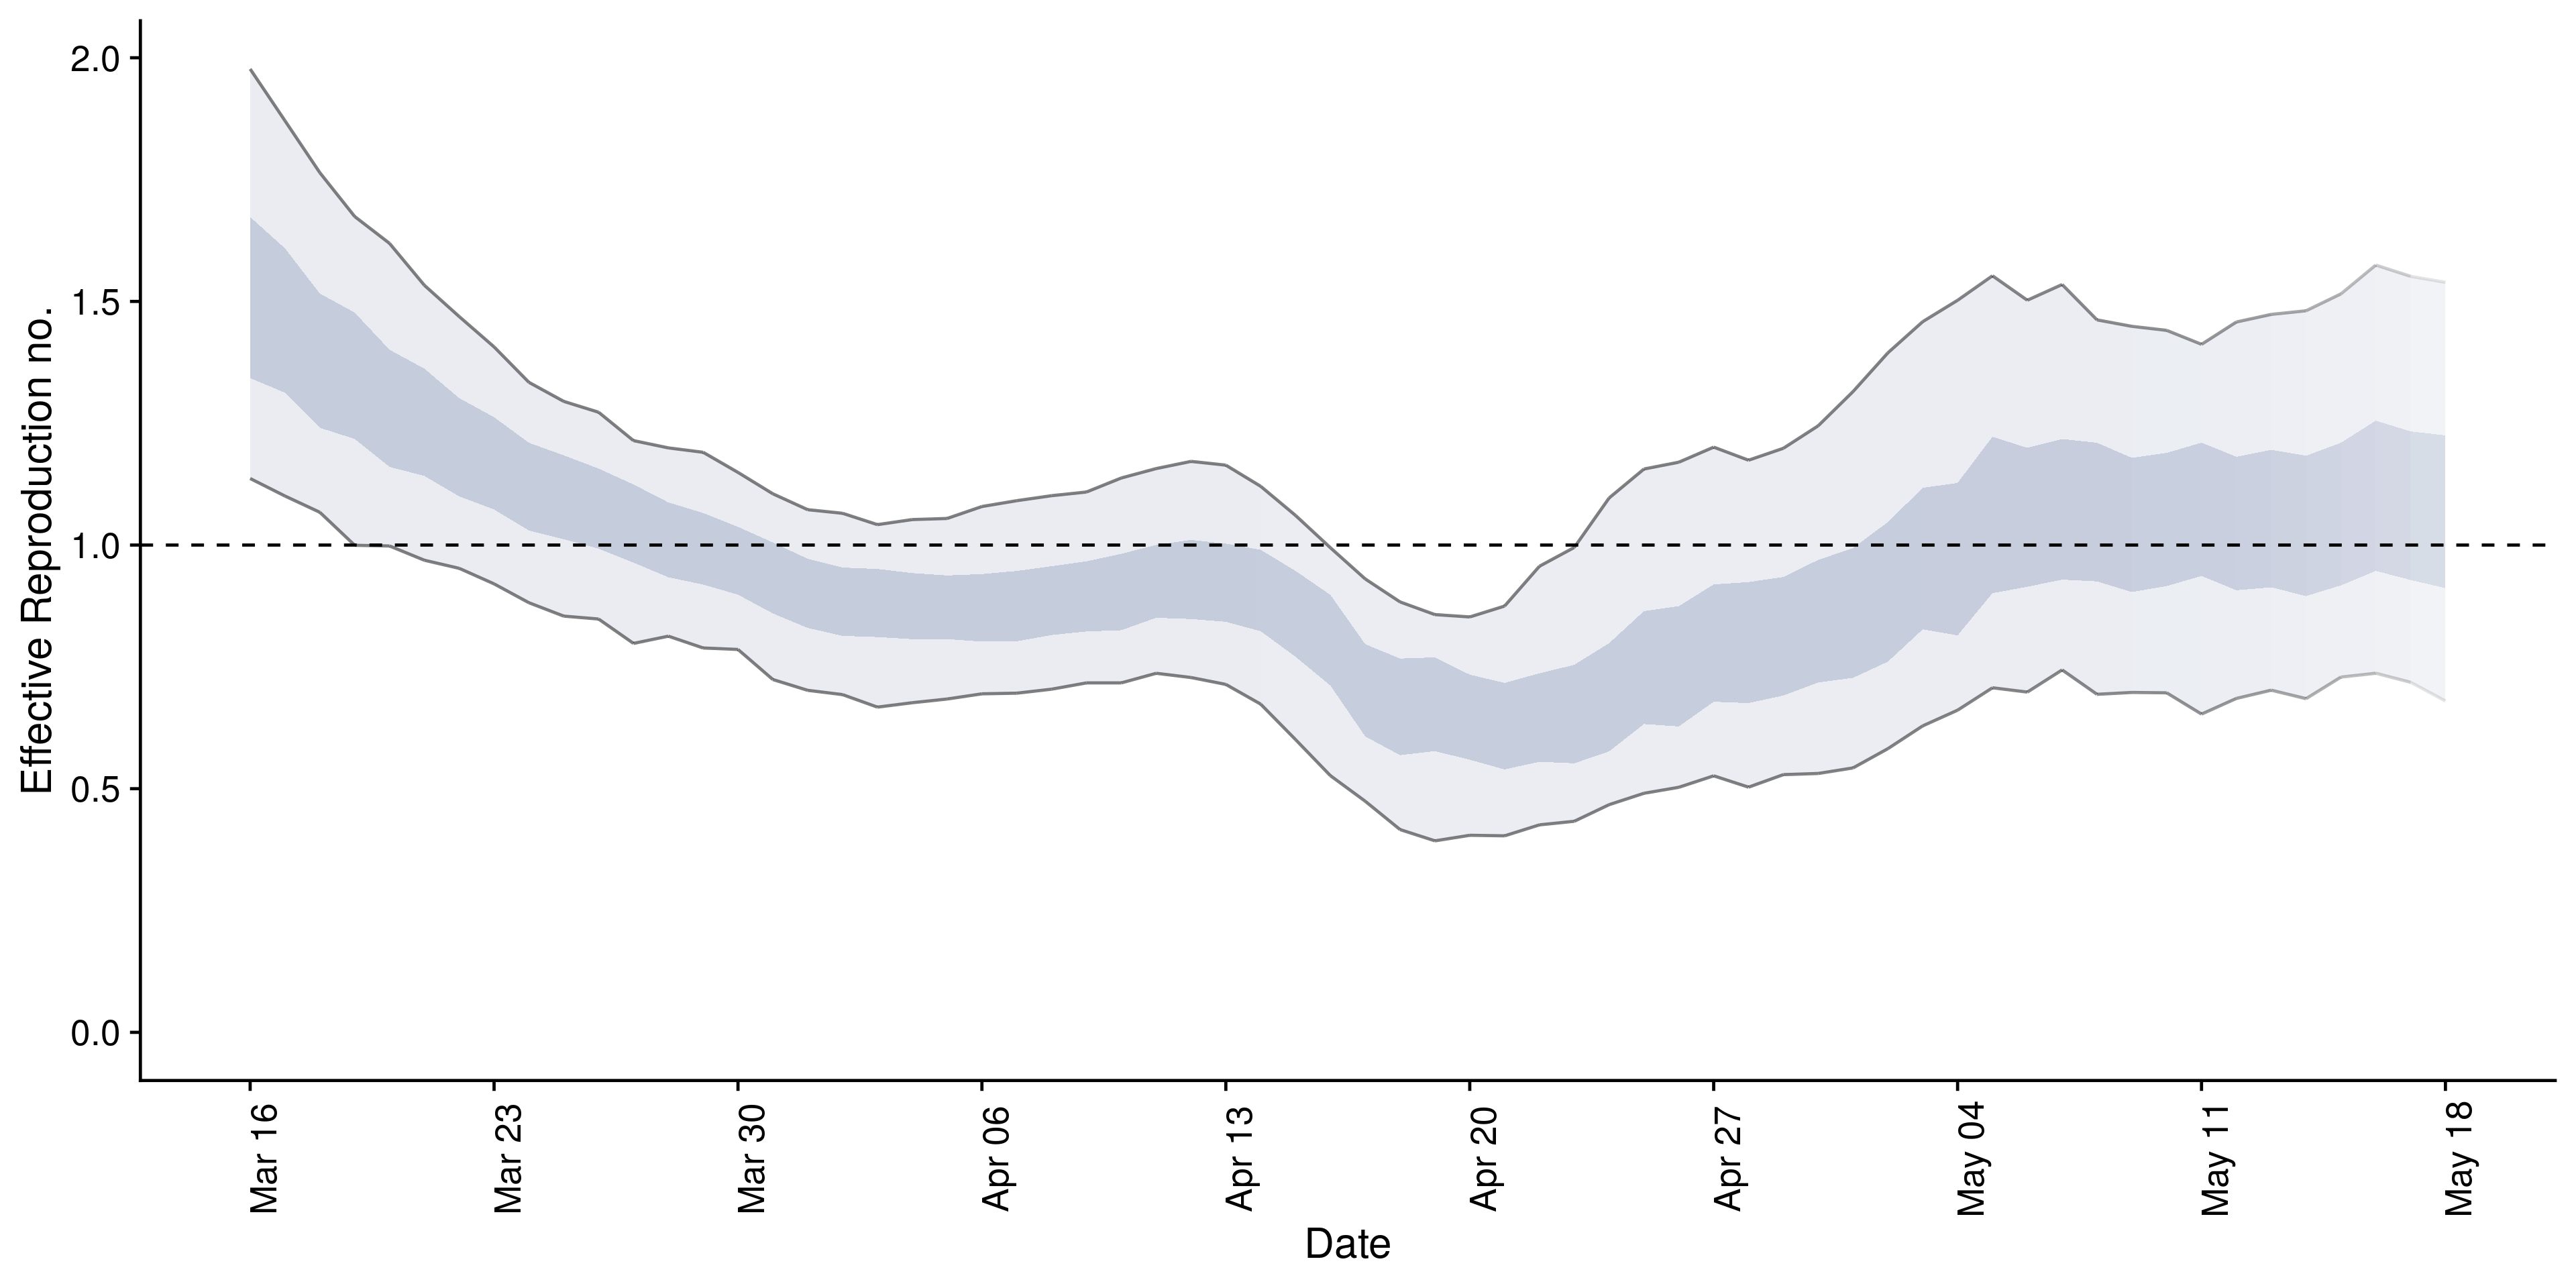 Effective Reproduction no.
2.0
1.5
1.0
0.5
0.0
Mar 16
Mar 23
Mar 30
Apr 06
Apr 13
Apr 20
Apr 27
May 04
May 11
May 18
Date